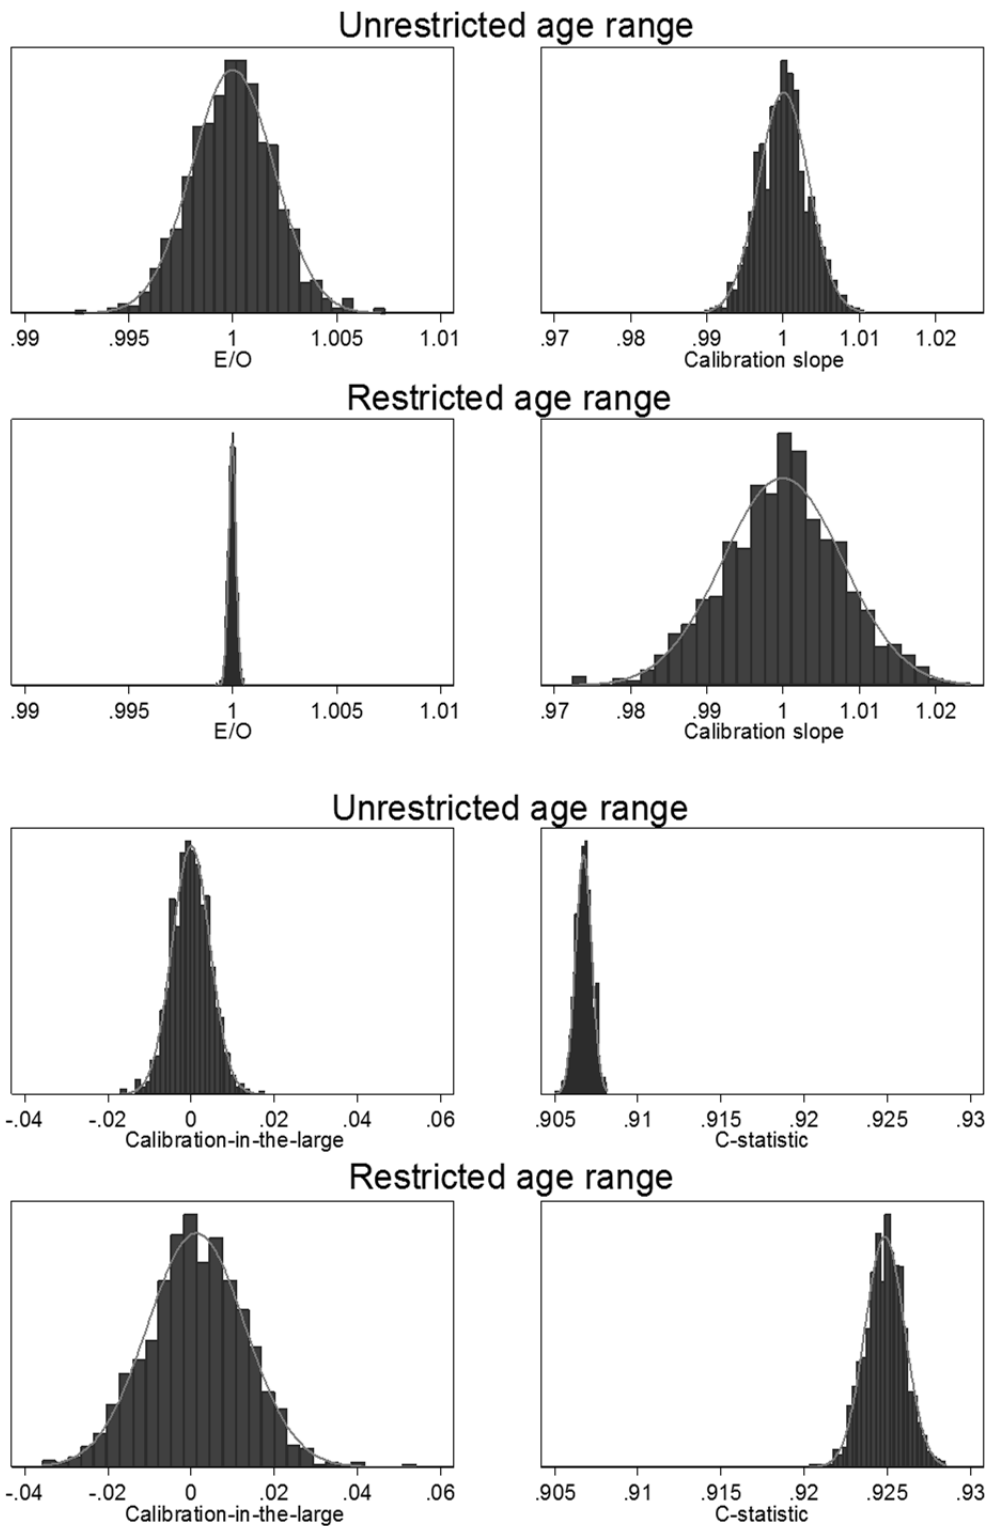 Unrestricted age range
.99 .995 1 1.005 1.01
E/O
.97 .98 .99 1 1.01 1.02
Calibration slope
Restricted age range
.99 .995 1 1.005 1.01
E/O
.97 .98 .99 1 1.01 1.02
Calibration slope
Unrestricted age range
-.04 -.02 0 .02 .04 .06
Calibration-in-the-large
.905 .91 .915 .92 .925 .93
C-statistic
Restricted age range
-.04 -.02 0 .02 .04 .06
Calibration-in-the-large
.905 .91 .915 .92 .925 .93
C-statistic